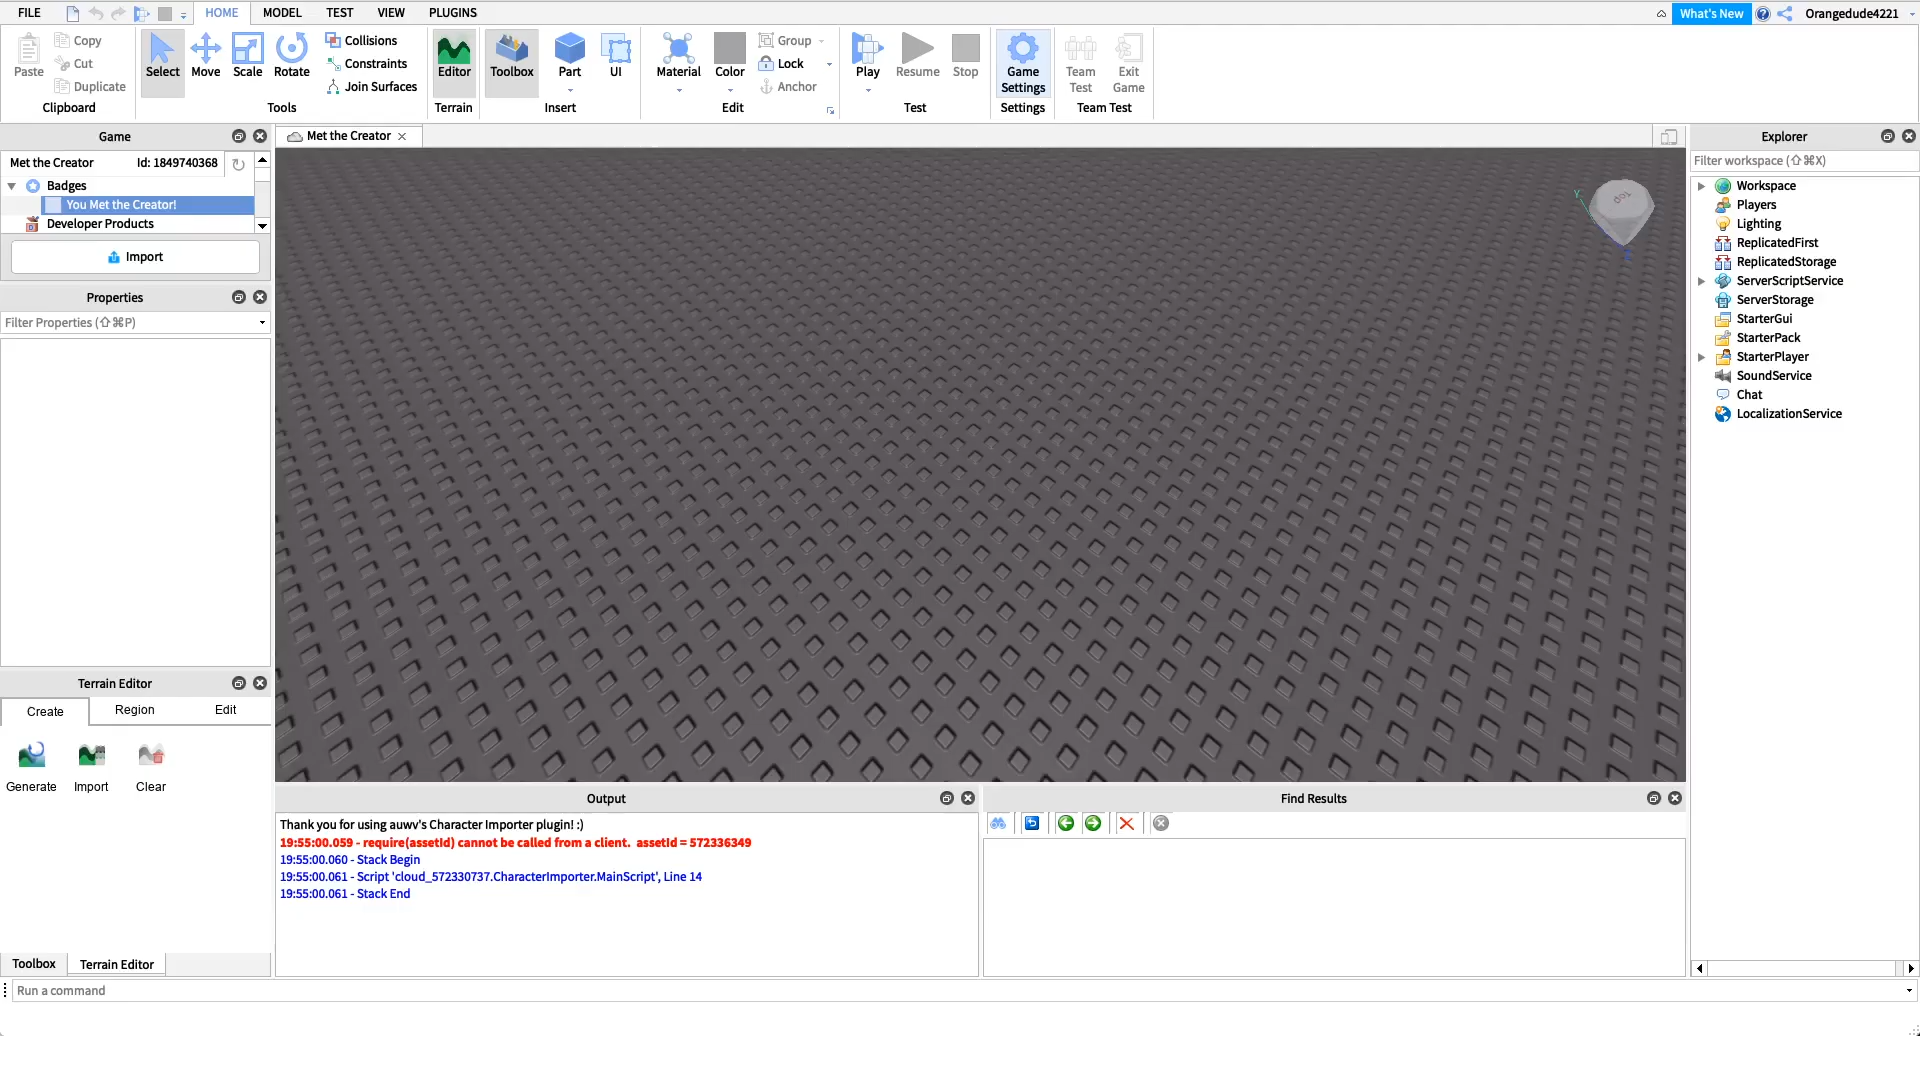 FILE HOME MODEL TEST VIEW PLUGINS What's New Orangedude4221
Paste Copy Cut Duplicate Clipboard
Select Move Scale Rotate Collisions Constraints Join Surfaces Tools
Editor Terrain
Toolbox Part UI Insert
Material Color Group Lock Anchor Edit
Play Resume Stop Test
Game Settings Settings
Team Test Exit Game Team Test
Game
Met the Creator Id: 1849740368
Badges
You Met the Creator!
Developer Products
Import
Properties
Filter Properties (⇧⌘P)
Terrain Editor
Create Region Edit
Generate Import Clear
Toolbox Terrain Editor
Met the Creator
TOP
Y
Z
Output
Thank you for using auwv's Character Importer plugin! :)
19:55:00.059 - require(assetId) cannot be called from a client. assetId = 572336349
19:55:00.060 - Stack Begin
19:55:00.061 - Script 'cloud_572330737.CharacterImporter.MainScript', Line 14
19:55:00.061 - Stack End
Find Results
Explorer
Filter workspace (⇧⌘X)
Workspace
Players
Lighting
ReplicatedFirst
ReplicatedStorage
ServerScriptService
ServerStorage
StarterGui
StarterPack
StarterPlayer
SoundService
Chat
LocalizationService
Run a command